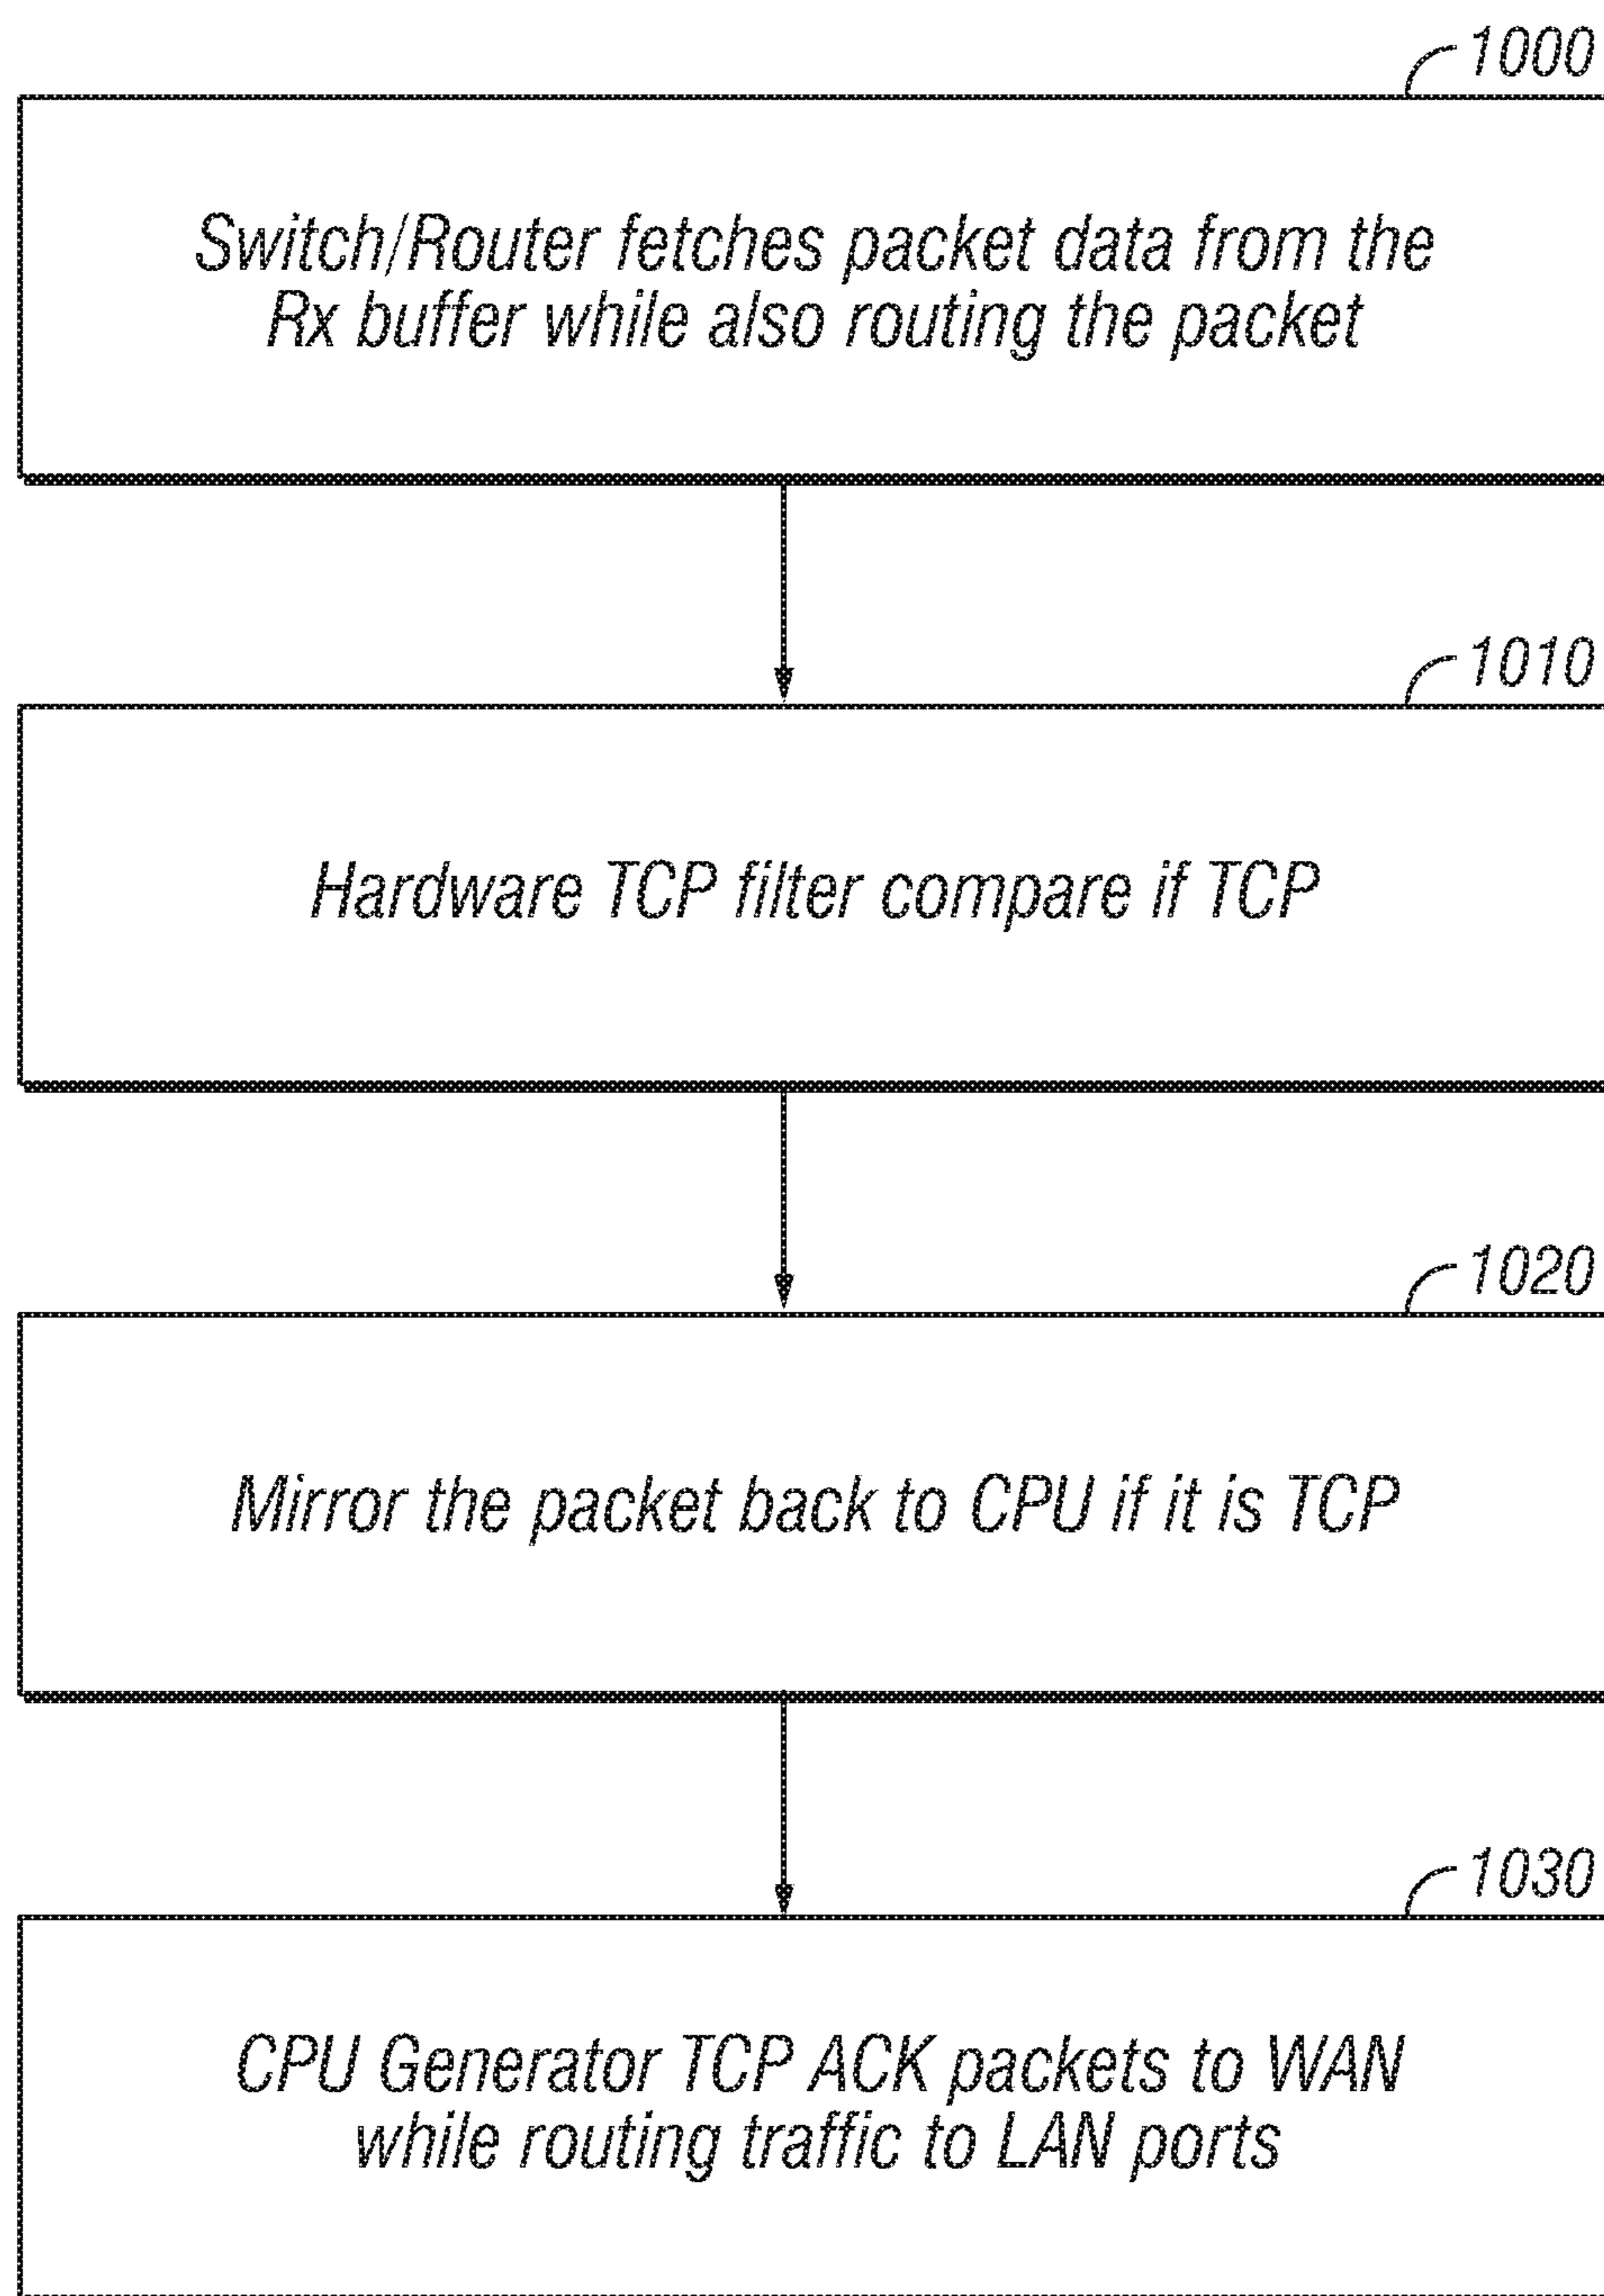 1000
Switch/Router fetches packet data from the
Rx buffer while also routing the packet
1010
Hardware TCP filter compare if TCP
1020
Mirror the packet back to CPU if it is TCP
1030
CPU Generator TCP ACK packets to WAN
while routing traffic to LAN ports